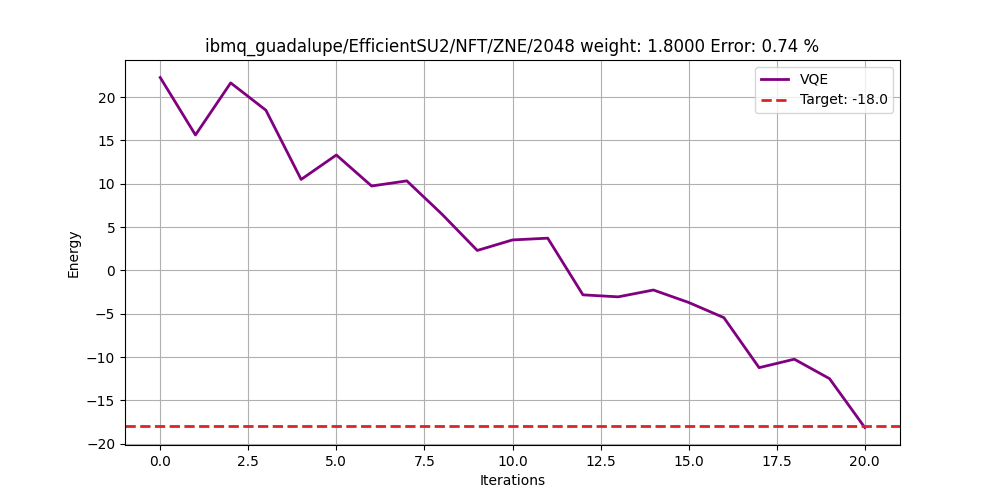 ibmq_guadalupe/EfficientSU2/NFT/ZNE/2048 weight: 1.8000 Error: 0.74 %
VQE
Target: -18.0
Energy
20
15
10
5
0
−5
−10
−15
−20
0.0 2.5 5.0 7.5 10.0 12.5 15.0 17.5 20.0
Iterations